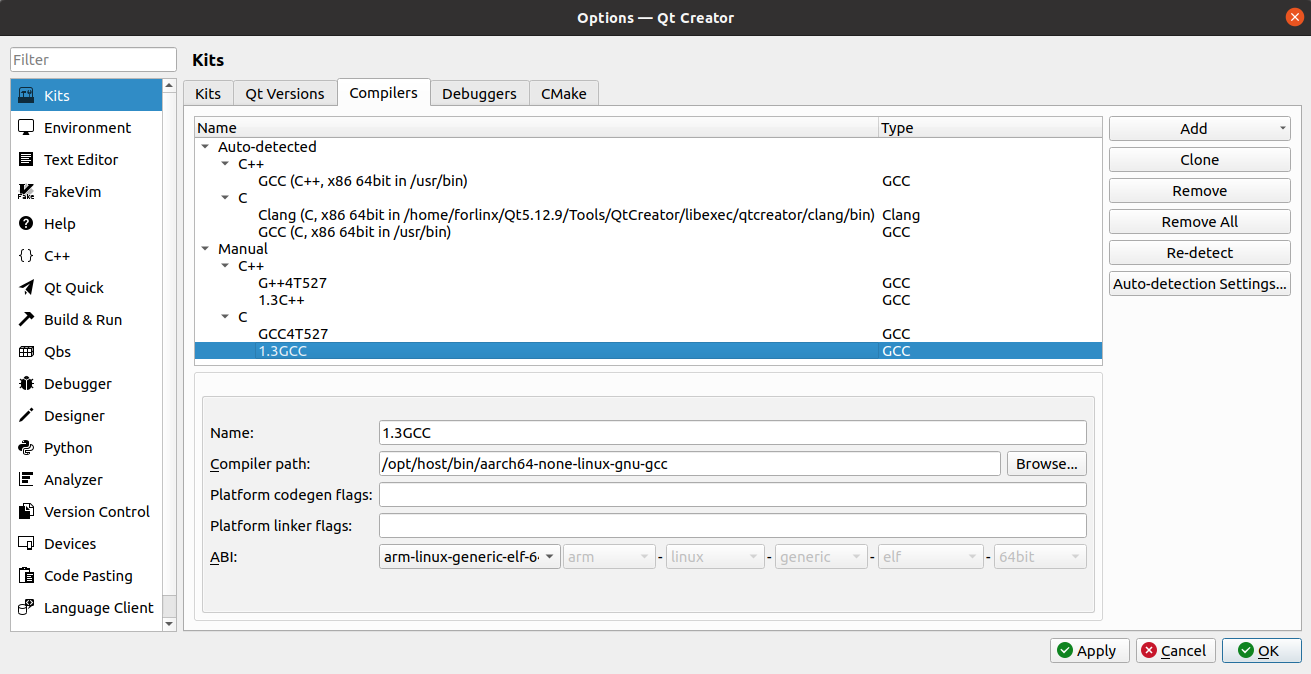 Options — Qt Creator
Filter
Kits
Environment
Text Editor
FakeVim
Help
C++
Qt Quick
Build & Run
Qbs
Debugger
Designer
Python
Analyzer
Version Control
Devices
Code Pasting
Language Client
Kits
Kits Qt Versions Compilers Debuggers CMake
Name Type
Auto-detected
C++
GCC (C++, x86 64bit in /usr/bin) GCC
C
Clang (C, x86 64bit in /home/forlinx/Qt5.12.9/Tools/QtCreator/libexec/qtcreator/clang/bin) Clang
GCC (C, x86 64bit in /usr/bin) GCC
Manual
C++
G++4T527 GCC
1.3C++ GCC
C
GCC4T527 GCC
1.3GCC GCC
Add
Clone
Remove
Remove All
Re-detect
Auto-detection Settings...
Name: 1.3GCC
Compiler path: /opt/host/bin/aarch64-none-linux-gnu-gcc Browse...
Platform codegen flags:
Platform linker flags:
ABI: arm-linux-generic-elf-6 arm - linux - generic - elf - 64bit
Apply Cancel OK